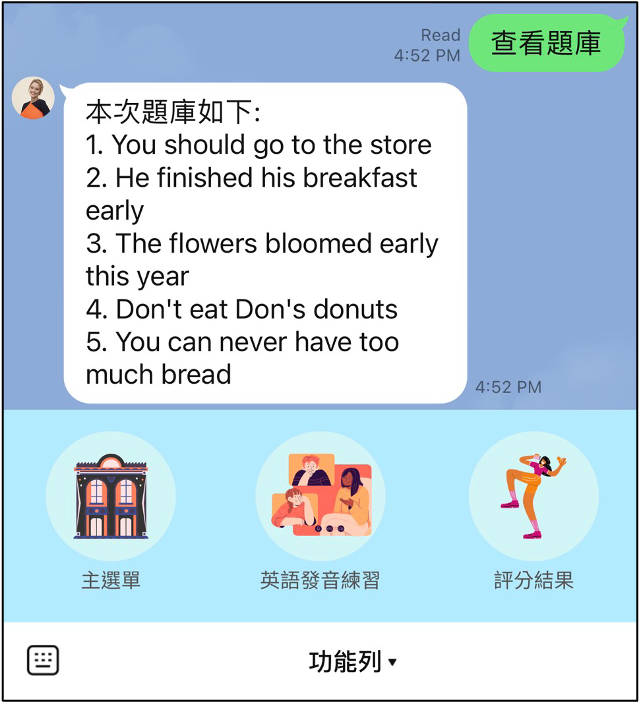 Read
4:52 PM
查看題庫
本次題庫如下:
1. You should go to the store
2. He finished his breakfast
early
3. The flowers bloomed early
this year
4. Don't eat Don's donuts
5. You can never have too
much bread
4:52 PM
主選單
英語發音練習
評分結果
功能列 ▾